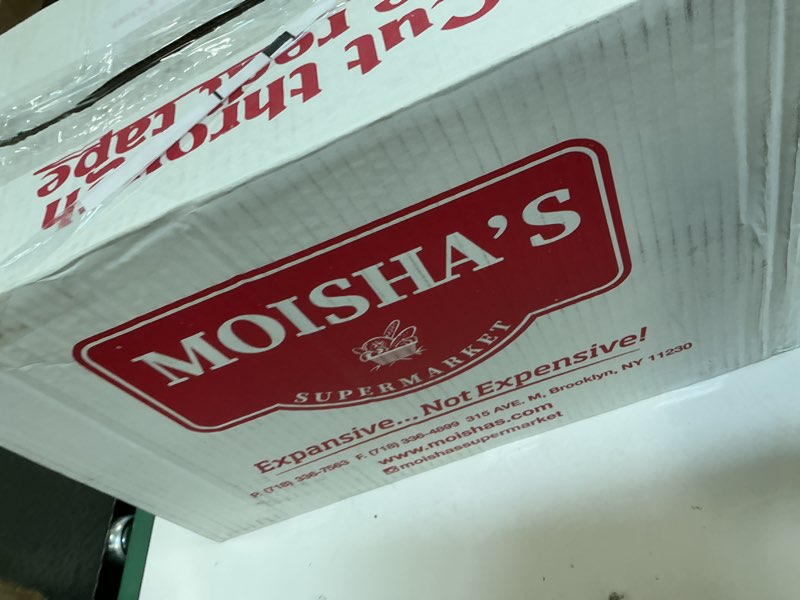 Cut through
e red tape
MOISHA'S
SUPERMARKET
Expansive... Not Expensive!
P. (718) 336-7563 F. (718) 336-4899 315 AVE. M, Brooklyn, NY 11230
www.moishas.com
moishassupermarket